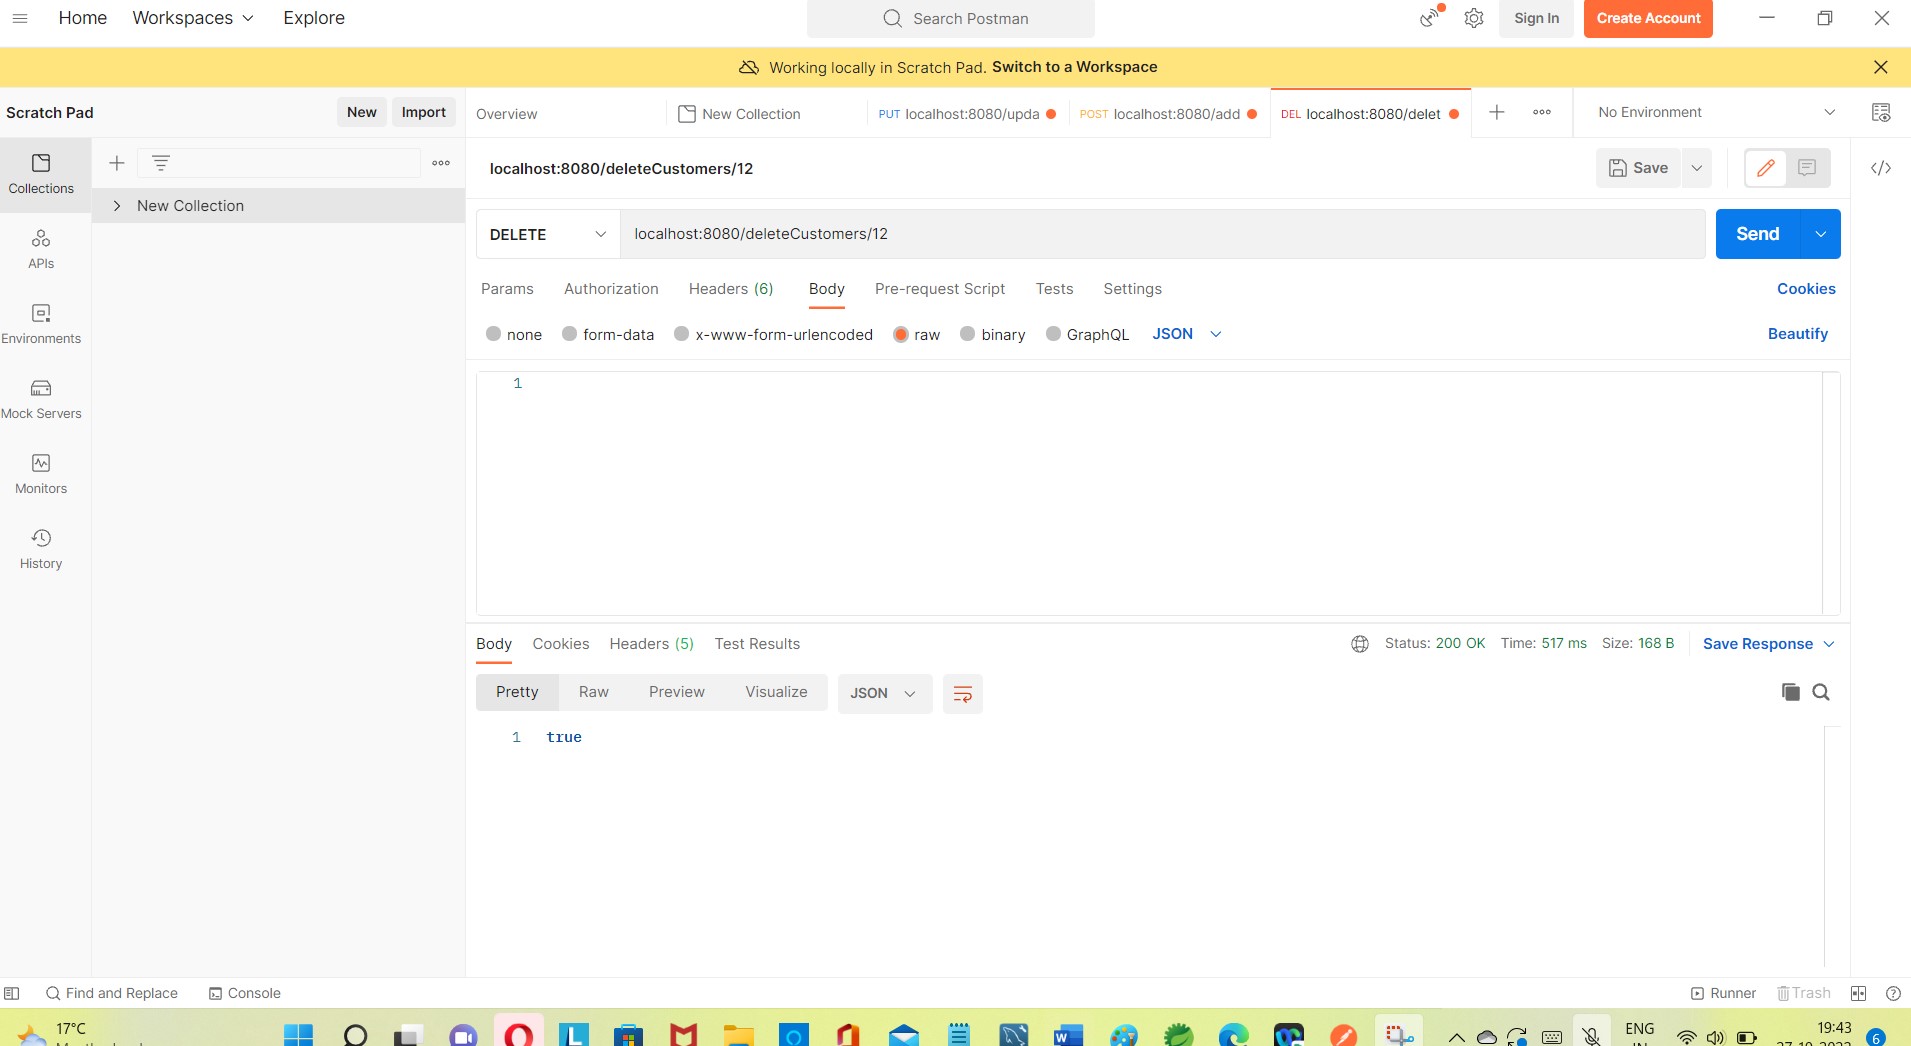 Home Workspaces Explore Search Postman Sign In Create Account
Working locally in Scratch Pad. Switch to a Workspace
Scratch Pad New Import Overview New Collection PUT localhost:8080/upda POST localhost:8080/add DEL localhost:8080/delet No Environment
localhost:8080/deleteCustomers/12 Save
Collections
New Collection
DELETE localhost:8080/deleteCustomers/12 Send
APIs
Params Authorization Headers (6) Body Pre-request Script Tests Settings Cookies
Environments
none form-data x-www-form-urlencoded raw binary GraphQL JSON Beautify
1
Mock Servers
Monitors
History
Body Cookies Headers (5) Test Results Status: 200 OK Time: 517 ms Size: 168 B Save Response
Pretty Raw Preview Visualize JSON
1 true
Find and Replace Console Runner Trash
17°C ENG 19:43
6